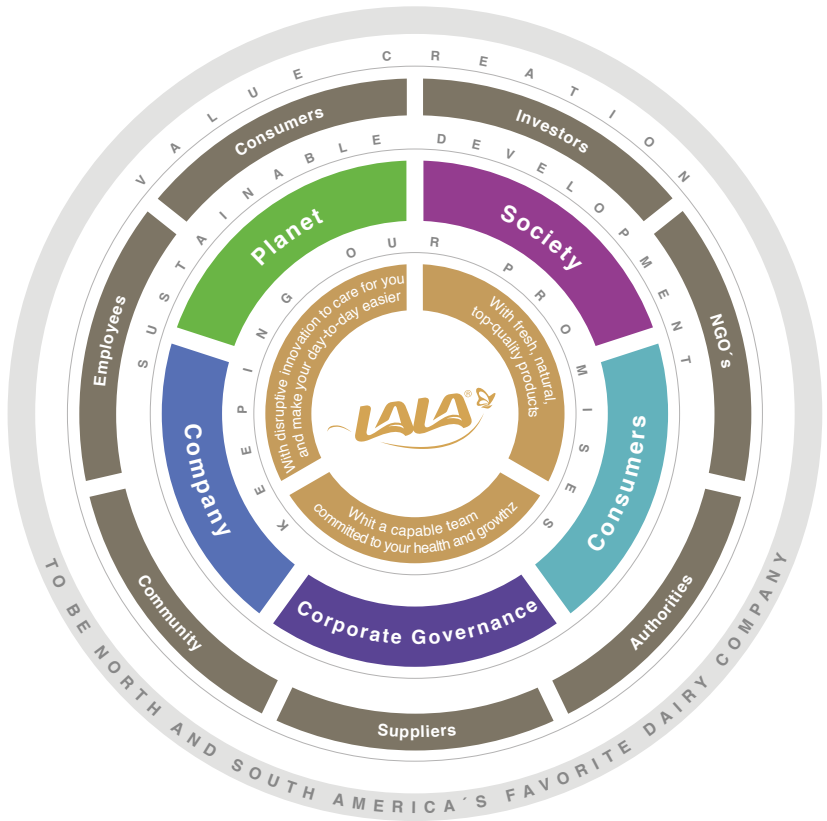 VALUE CREATION
Consumers
Investors
NGO´s
Authorities
Suppliers
Community
Employees
SUSTAINABLE DEVELOPMENT
Planet
Society
Consumers
Corporate Governance
Company
KEEPING OUR PROMISES
With disruptive innovation to care for you
and make your day-to-day easier
With fresh, natural,
top-quality products
Whit a capable team
committed to your health and growthz
LALA®
TO BE NORTH AND SOUTH AMERICA´S FAVORITE DAIRY COMPANY